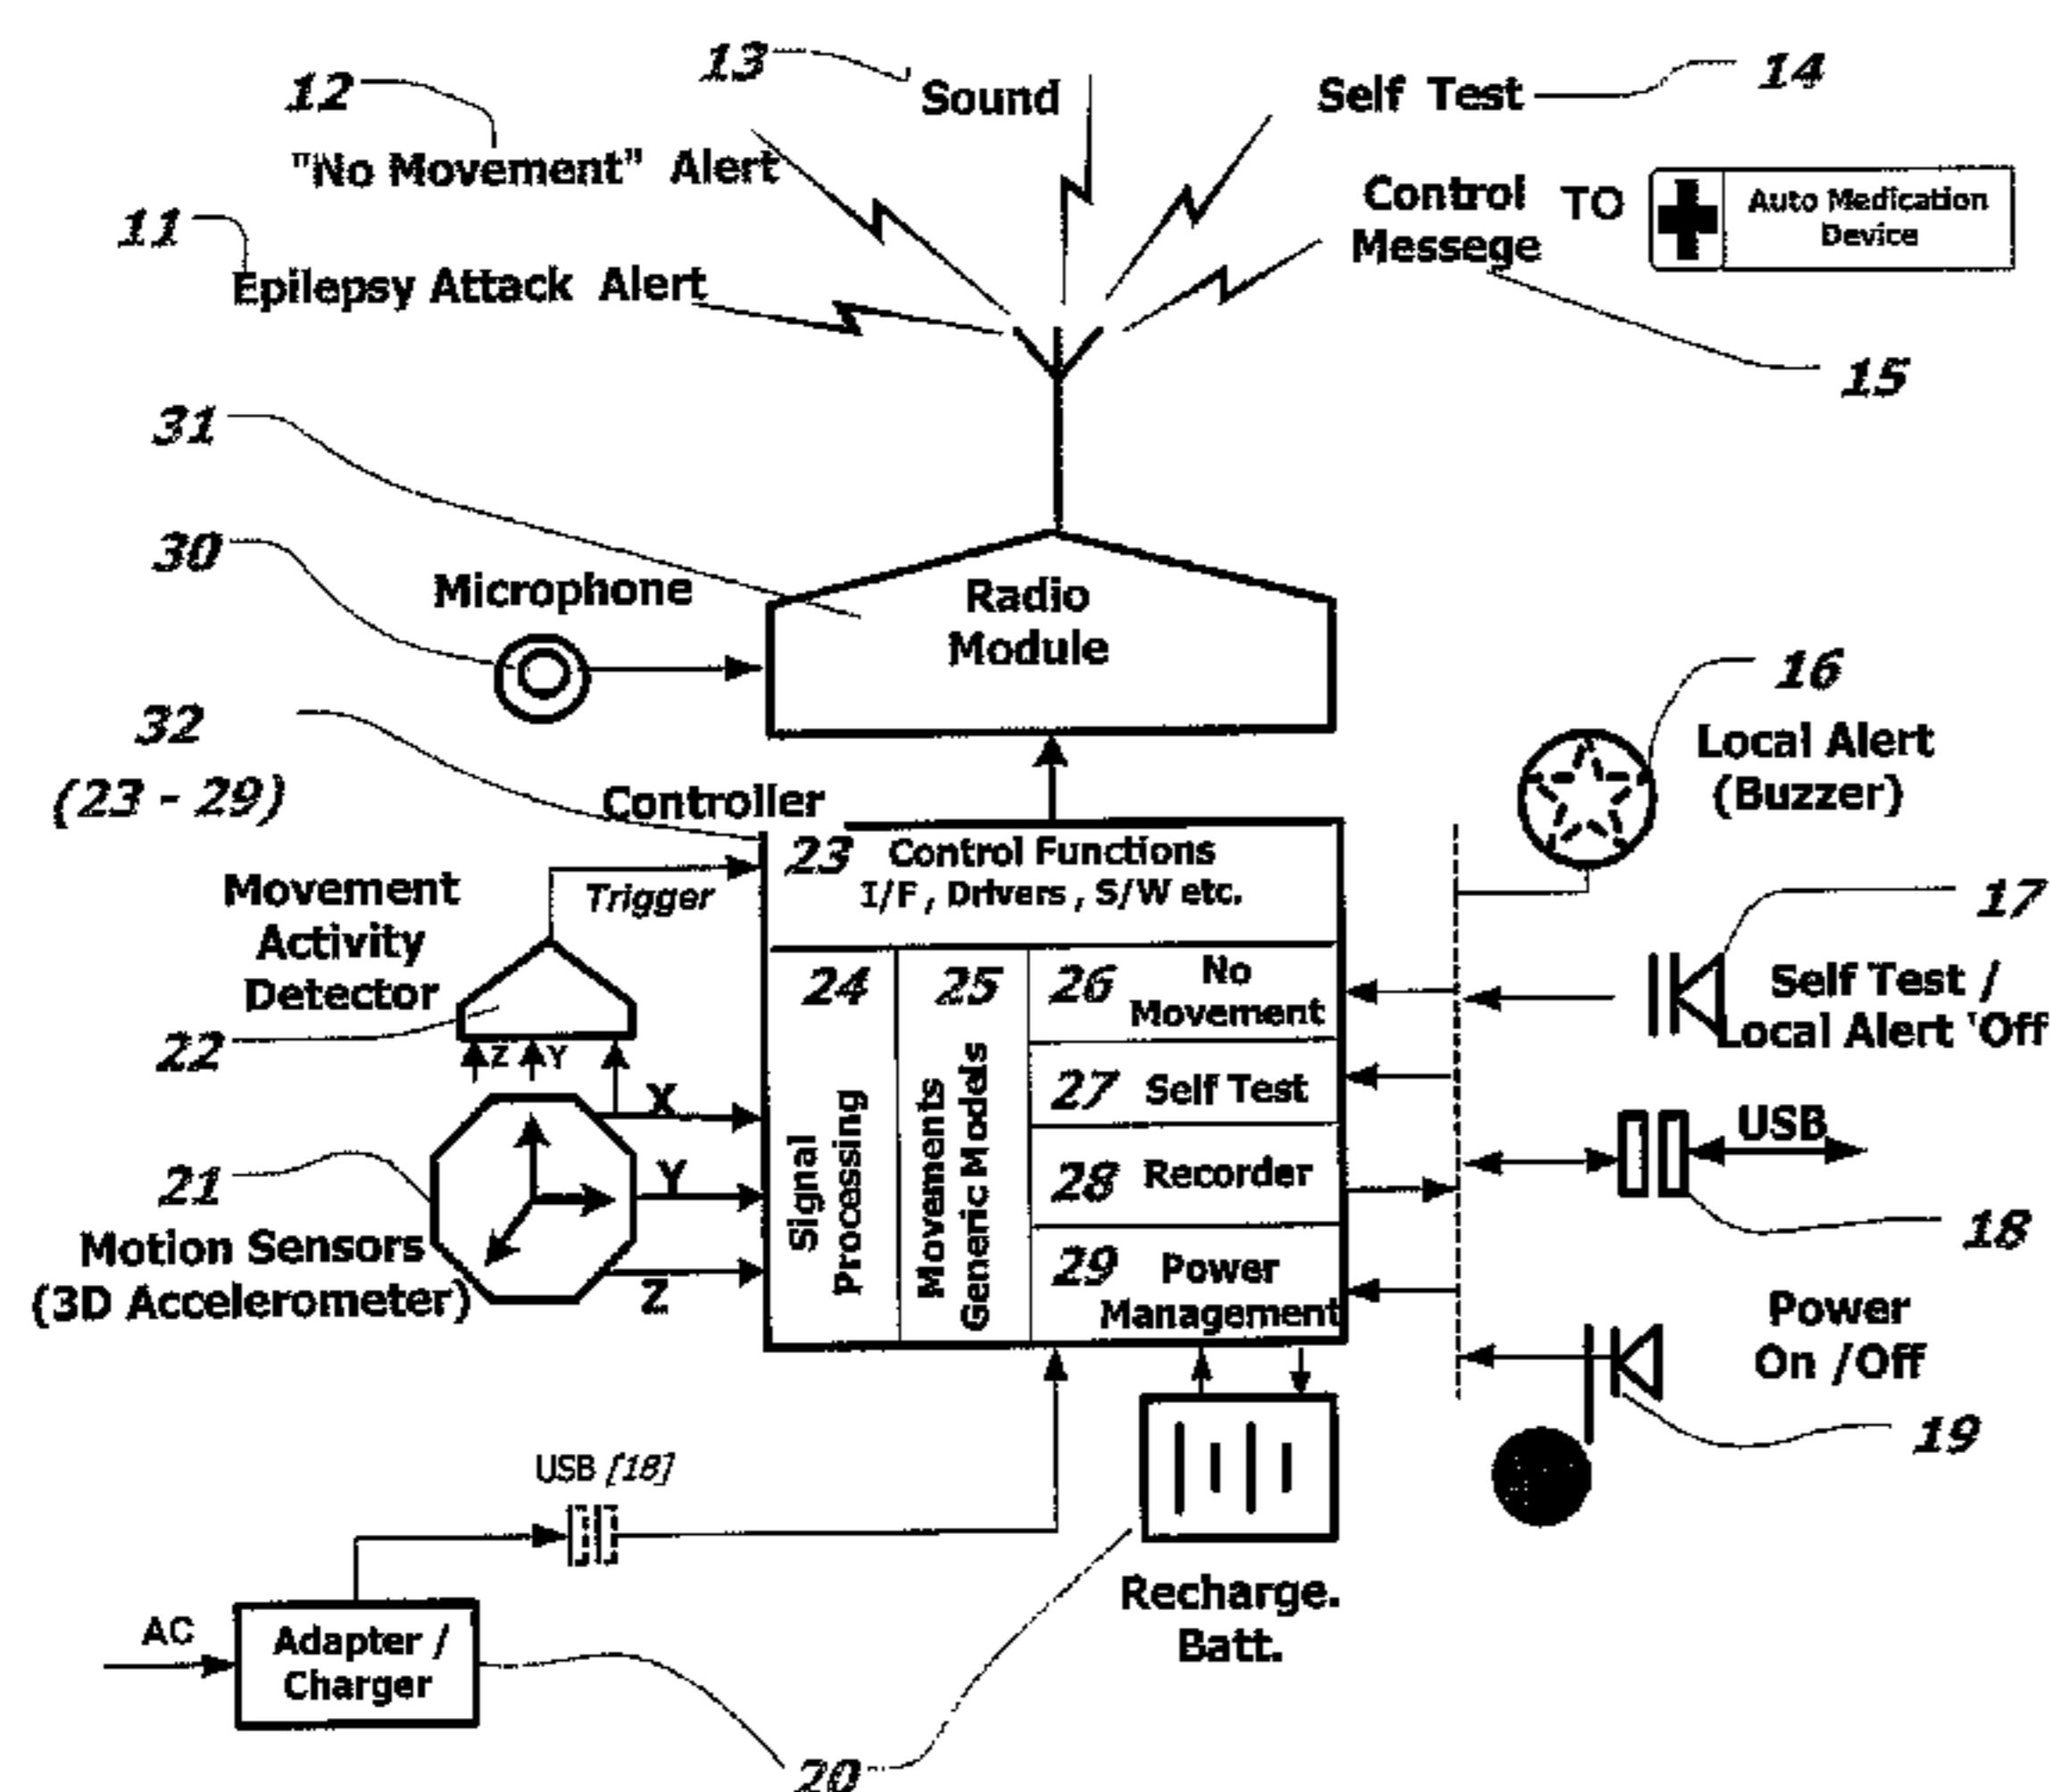 13
Sound
Self Test
14
12
"No Movement" Alert
Control
Messege
TO
Auto Medication
Device
11
Epilepsy Attack Alert
15
31
30
Microphone
Radio
Module
16
Local Alert
(Buzzer)
32
(23 - 29)
Controller
23
Control Functions
I/F , Drivers , S/W etc.
Trigger
17
Movement
Activity
Detector
22
Z
Y
24
Signal
Processing
25
Movements
Generic Models
26
No
Movement
Self Test /
Local Alert 'Off
27
Self Test
X
Y
Z
USB
21
28
Recorder
18
Motion Sensors
(3D Accelerometer)
29
Power
Management
Power
On /Off
19
USB [18]
Recharge.
Batt.
AC
Adapter /
Charger
20